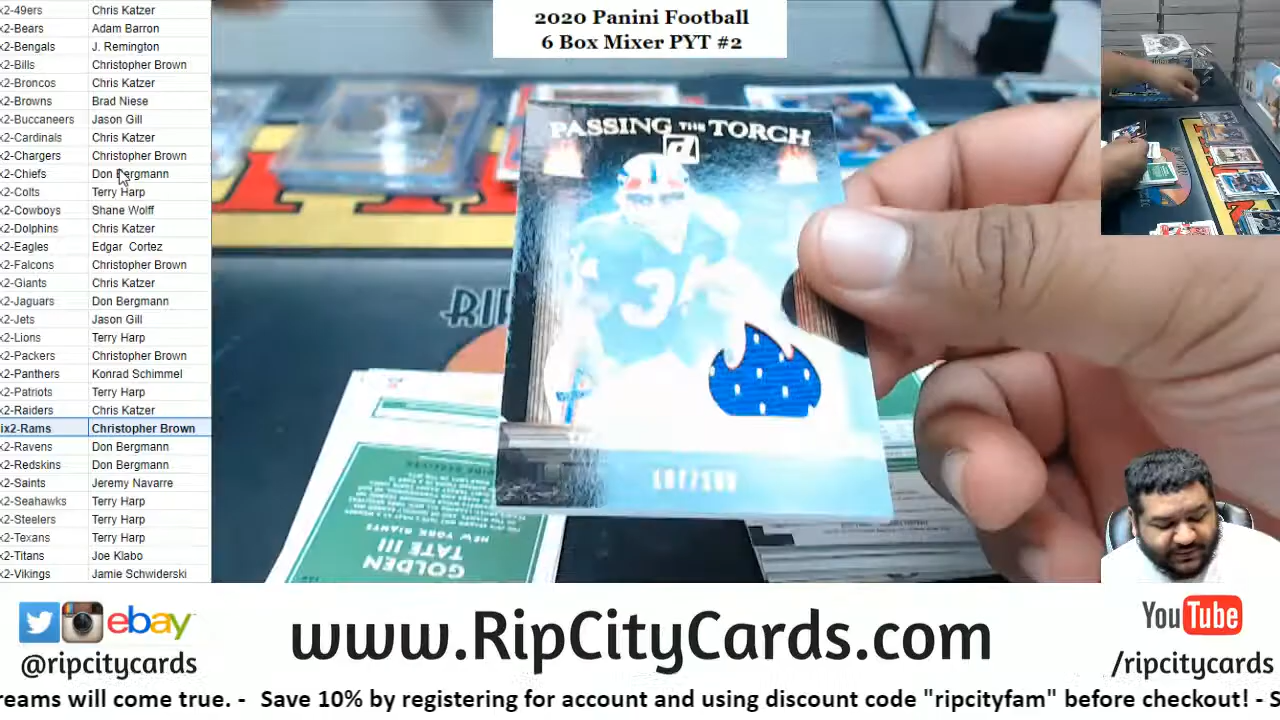 2020 Panini Football
6 Box Mixer PYT #2
x2-49ers Chris Katzer
x2-Bears Adam Barron
x2-Bengals J. Remington
x2-Bills Christopher Brown
x2-Broncos Chris Katzer
x2-Browns Brad Niese
x2-Buccaneers Jason Gill
x2-Cardinals Chris Katzer
x2-Chargers Christopher Brown
x2-Chiefs Don Bergmann
x2-Colts Terry Harp
x2-Cowboys Shane Wolff
x2-Dolphins Chris Katzer
x2-Eagles Edgar Cortez
x2-Falcons Christopher Brown
x2-Giants Chris Katzer
x2-Jaguars Don Bergmann
x2-Jets Jason Gill
x2-Lions Terry Harp
x2-Packers Christopher Brown
x2-Panthers Konrad Schimmel
x2-Patriots Terry Harp
x2-Raiders Chris Katzer
ix2-Rams Christopher Brown
x2-Ravens Don Bergmann
x2-Redskins Don Bergmann
x2-Saints Jeremy Navarre
x2-Seahawks Terry Harp
x2-Steelers Terry Harp
x2-Texans Terry Harp
x2-Titans Joe Klabo
x2-Vikings Jamie Schwiderski
PASSING THE TORCH
RIP
NEW YORK GIANTS
GOLDEN
TATE III
ebay
@ripcitycards
www.RipCityCards.com
YouTube
/ripcitycards
reams will come true. - Save 10% by registering for account and using discount code "ripcityfam" before checkout! - S